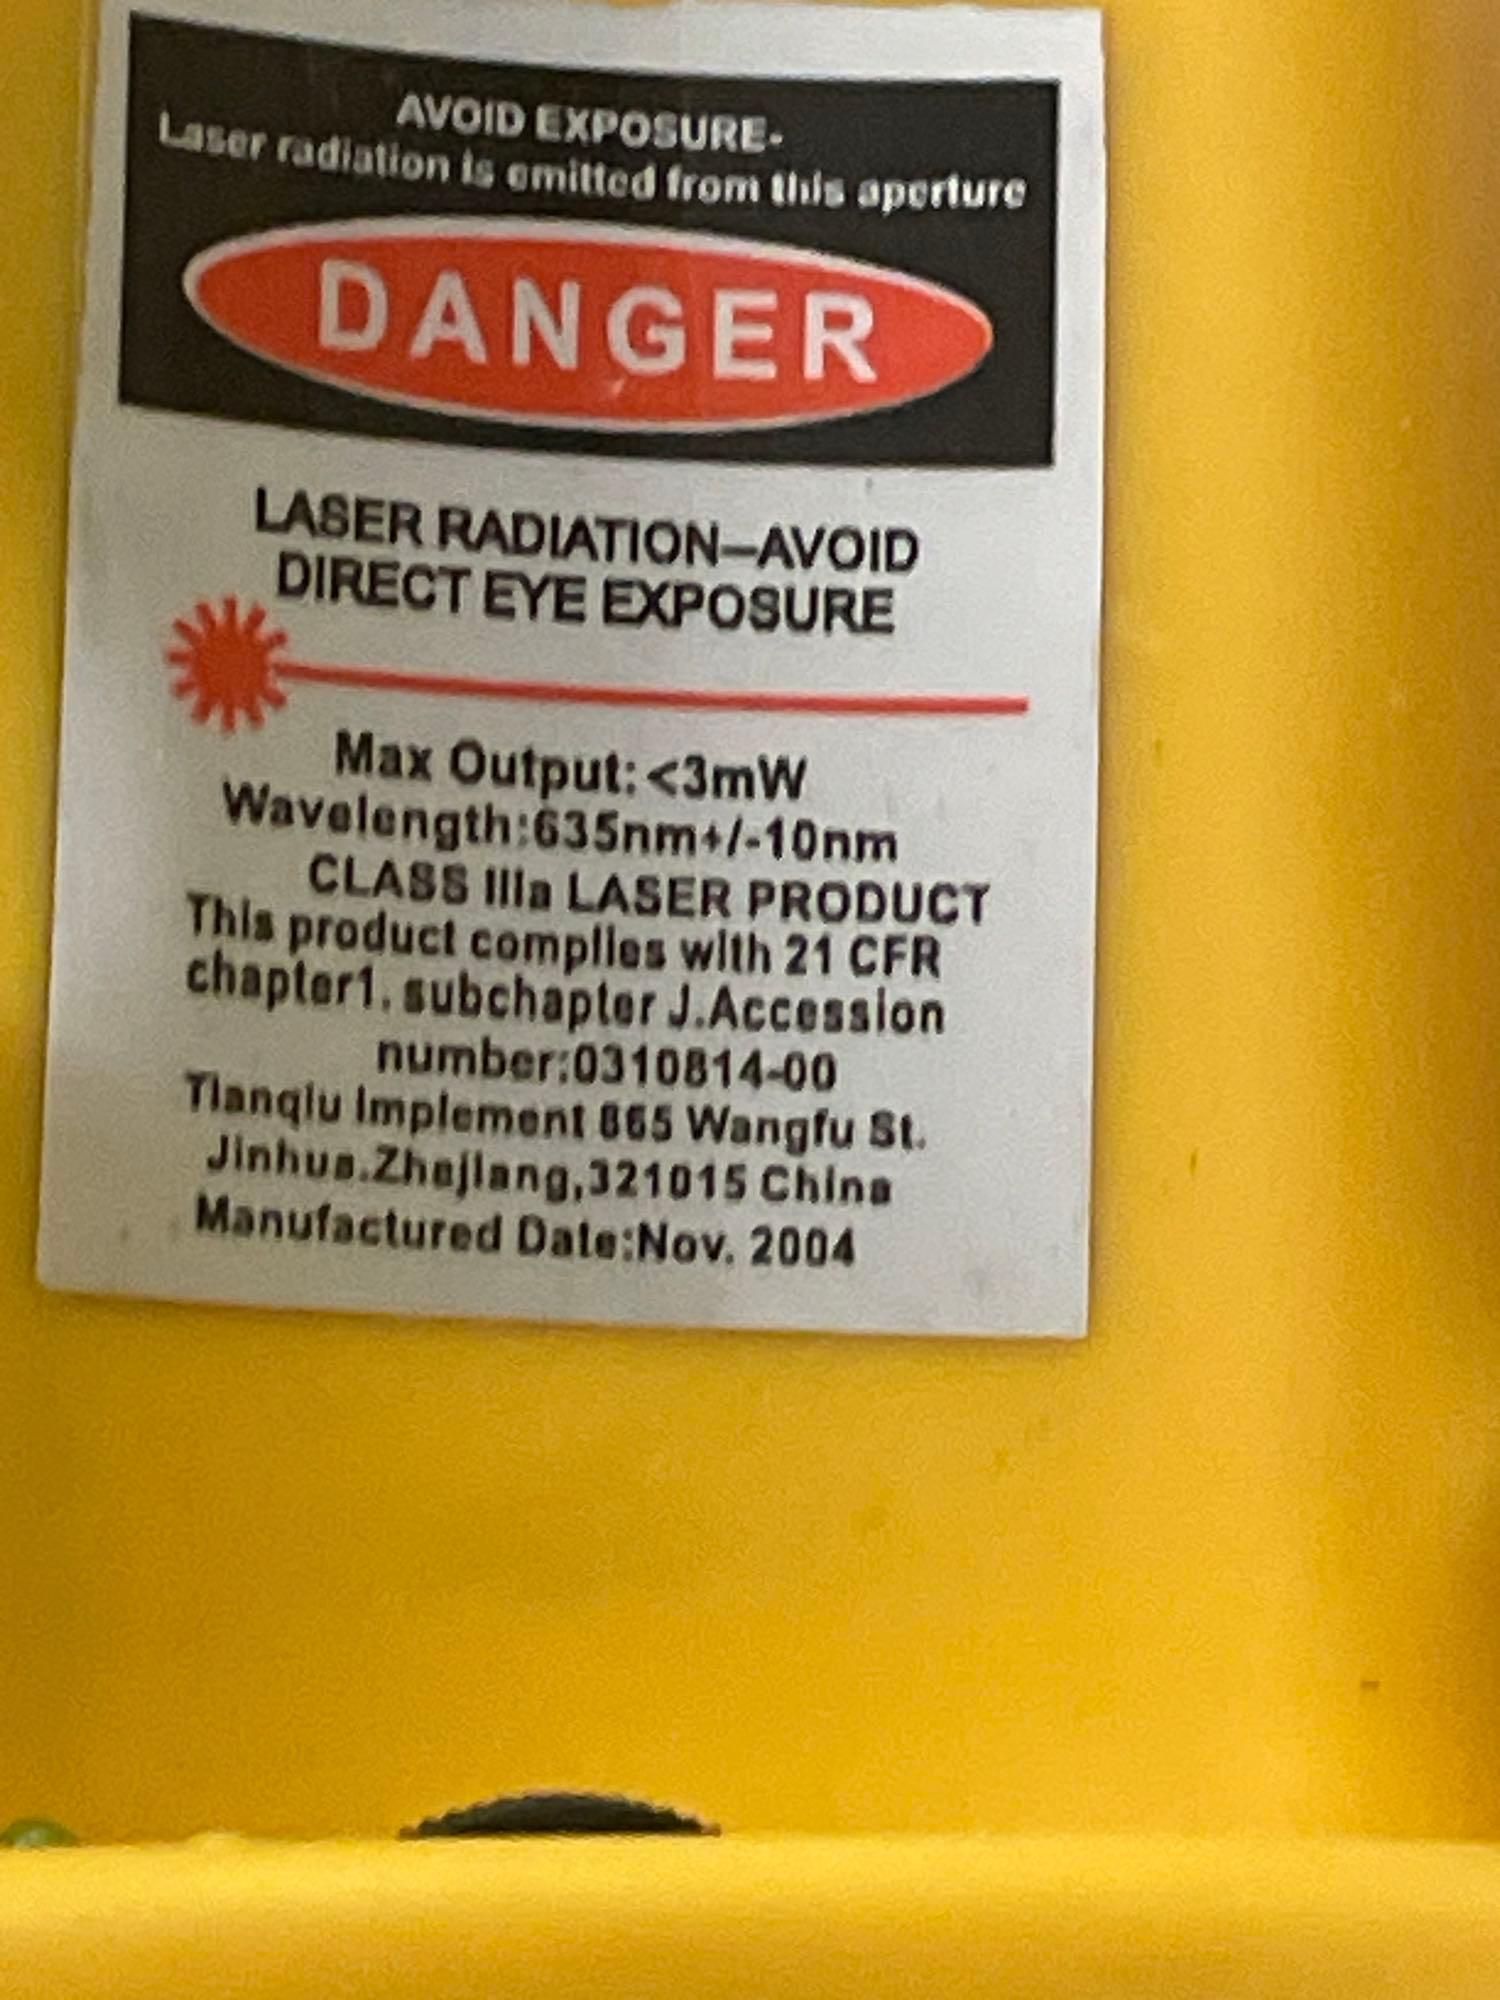 AVOID EXPOSURE-
Laser radiation is emitted from this aperture
DANGER
LASER RADIATION—AVOID
DIRECT EYE EXPOSURE
Max Output: <3mW
Wavelength:635nm+/-10nm
CLASS IIIa LASER PRODUCT
This product complies with 21 CFR
chapter1. subchapter J.Accession
number:0310814-00
Tianqiu Implement 865 Wangfu St.
Jinhua.Zhejiang,321015 China
Manufactured Date:Nov. 2004